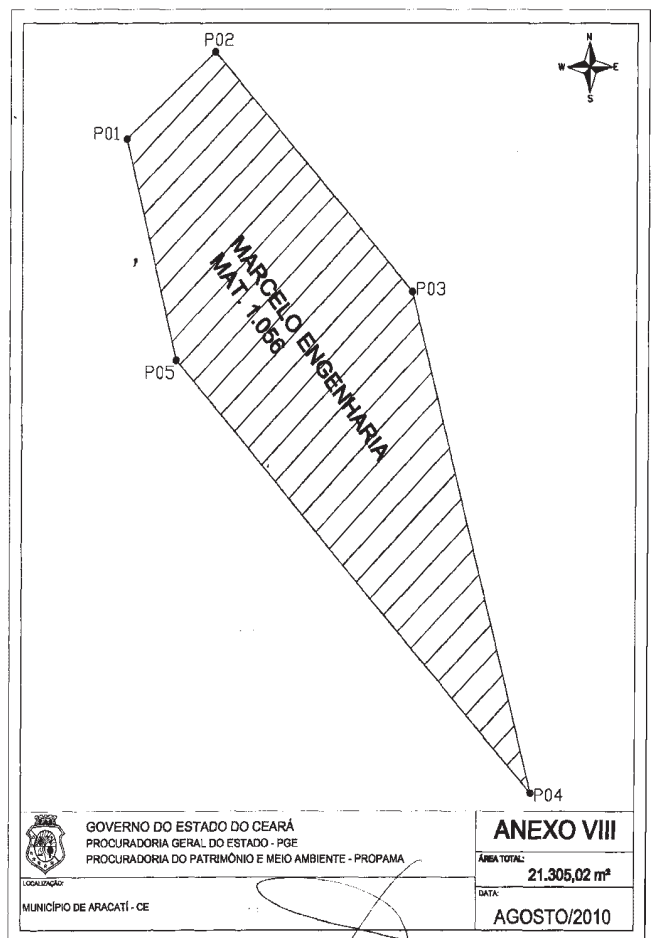 P02
N
W E
S
P01
MARCELO ENGENHARIA
MAT. 1.056
P03
P05
P04
GOVERNO DO ESTADO DO CEARÁ
PROCURADORIA GERAL DO ESTADO - PGE
PROCURADORIA DO PATRIMÔNIO E MEIO AMBIENTE - PROPAMA
LOCALIZAÇÃO:
MUNICÍPIO DE ARACATÍ - CE
ANEXO VIII
ÁREA TOTAL:
21.305,02 m²
DATA:
AGOSTO/2010